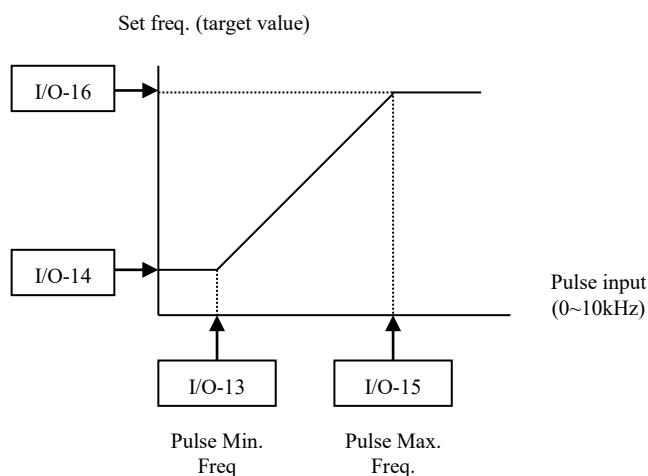 Set freq. (target value)
I/O-16
I/O-14
Pulse input
(0~10kHz)
I/O-13
I/O-15
Pulse Min.
Freq
Pulse Max.
Freq.